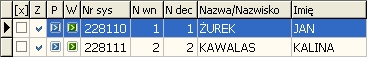 [x] Z P W Nr sys N wn N dec Nazwa/Nazwisko Imię
228110 1 1 ŻUREK JAN
228111 2 2 KAWALAS KALINA